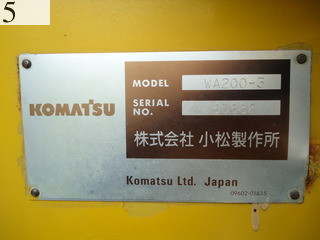 5
KOMATSU
MODEL WA200-3
SERIAL NO.
株式会社 小松製作所
Komatsu Ltd. Japan